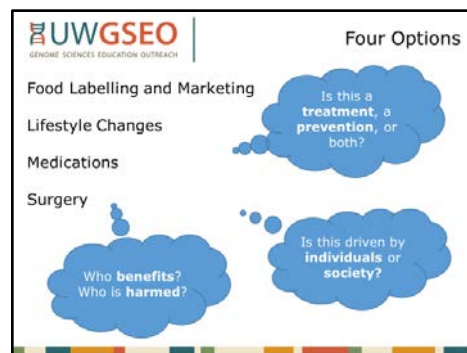 UWGSEO
GENOME SCIENCES EDUCATION OUTREACH
Four Options
Food Labelling and Marketing
Lifestyle Changes
Medications
Surgery
Is this a
treatment, a
prevention, or
both?
Who benefits?
Who is harmed?
Is this driven by
individuals or
society?